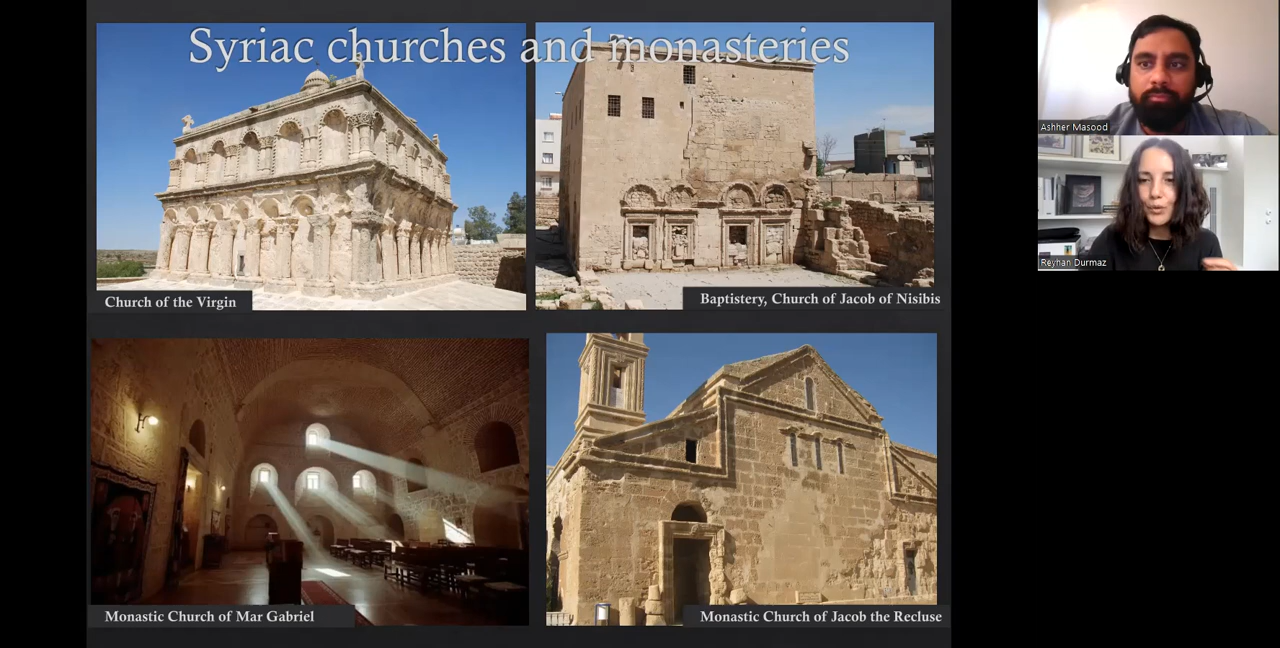 Syriac churches and monasteries
Church of the Virgin
Baptistery, Church of Jacob of Nisibis
Monastic Church of Mar Gabriel
Monastic Church of Jacob the Recluse
Ashher Masood
Reyhan Durmaz